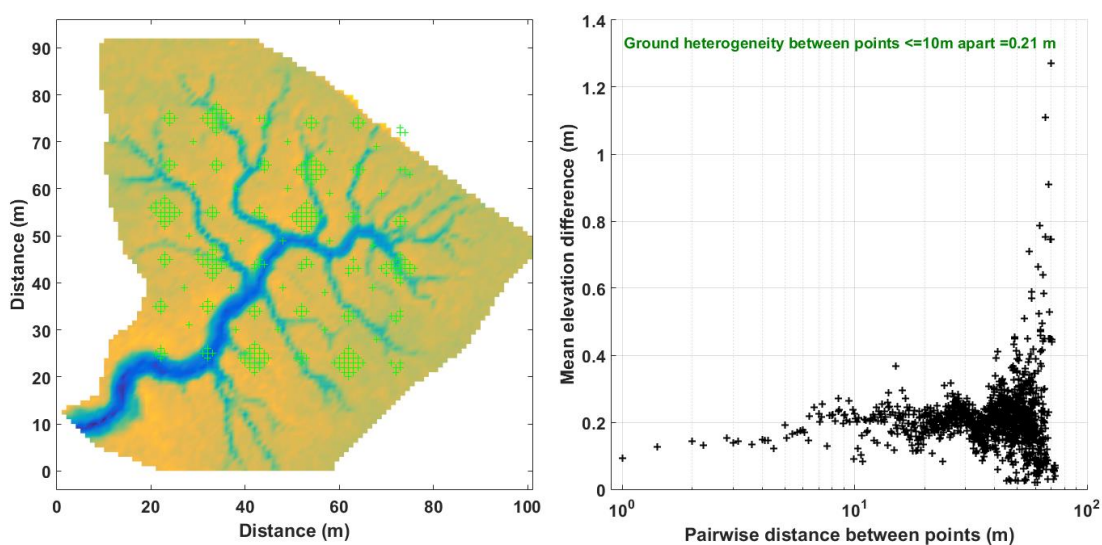 90
80
70
60
50
40
30
20
10
0
0 20 40 60 80 100
Distance (m)
Distance (m)
Ground heterogeneity between points <=10m apart =0.21 m
1.4
1.2
1
0.8
0.6
0.4
0.2
0
10^0 10^1 10^2
Mean elevation difference (m)
Pairwise distance between points (m)